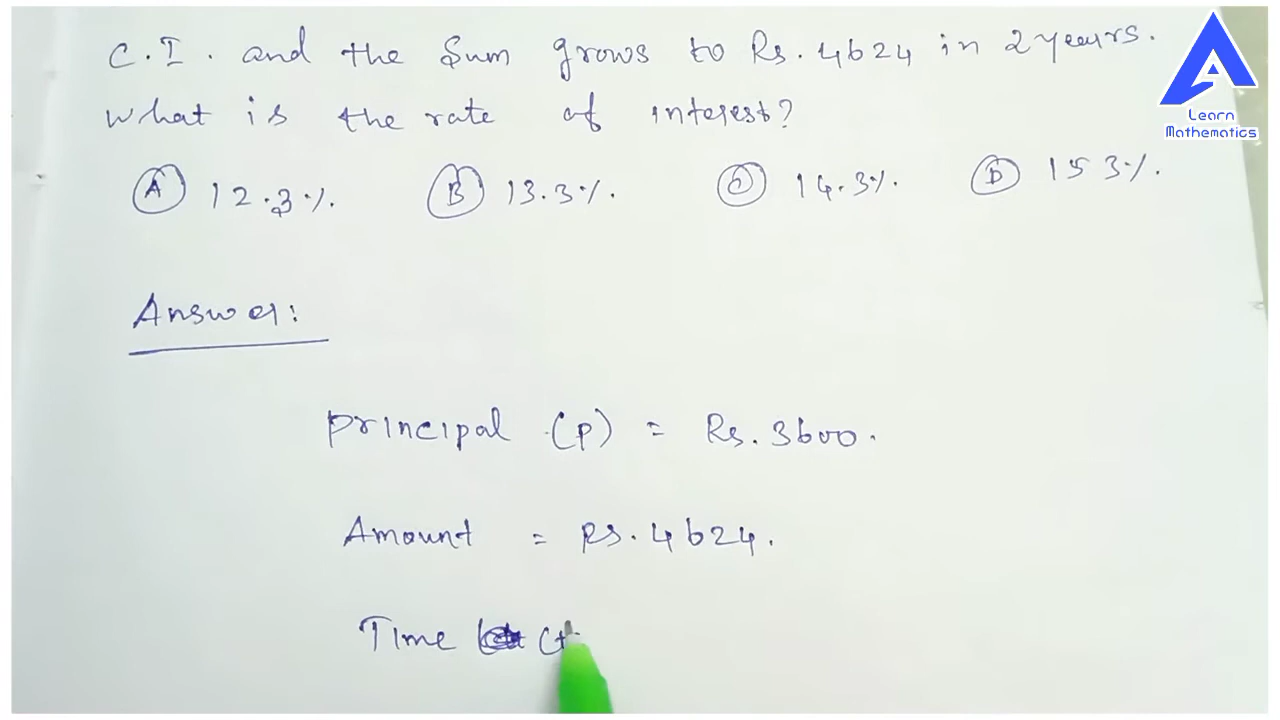 C.I. and the Sum grows to Rs. 4624 in 2 years.
What is the rate of interest?
(A) 12.3%. (B) 13.3%. (C) 14.3%. (D) 15 3%.
Answer:
Principal (P) = Rs. 3600.
Amount = Rs. 4624.
Time (t
Learn
Mathematics